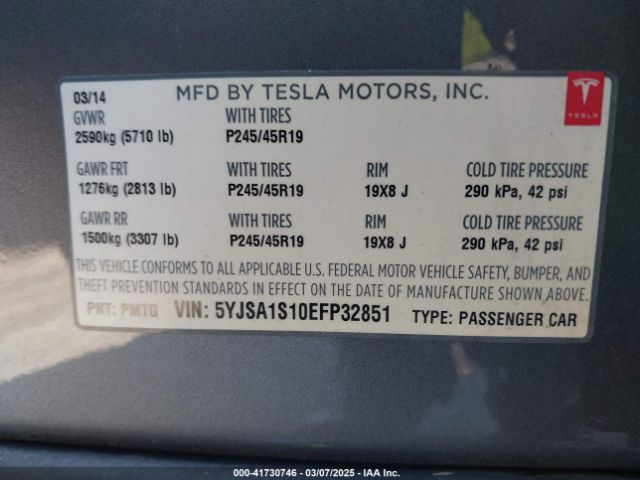 03/14
MFD BY TESLA MOTORS, INC.
TESLA
GVWR
WITH TIRES
2590kg (5710 lb)
P245/45R19
GAWR FRT
WITH TIRES
RIM
COLD TIRE PRESSURE
1276kg (2813 lb)
P245/45R19
19X8 J
290 kPa, 42 psi
GAWR RR
WITH TIRES
RIM
COLD TIRE PRESSURE
1500kg (3307 lb)
P245/45R19
19X8 J
290 kPa, 42 psi
THIS VEHICLE CONFORMS TO ALL APPLICABLE U.S. FEDERAL MOTOR VEHICLE SAFETY, BUMPER, AND
THEFT PREVENTION STANDARDS IN EFFECT ON THE DATE OF MANUFACTURE SHOWN ABOVE.
PNT: PMTG VIN: 5YJSA1S10EFP32851 TYPE: PASSENGER CAR
000-41730746 — 03/07/2025 — IAA Inc.